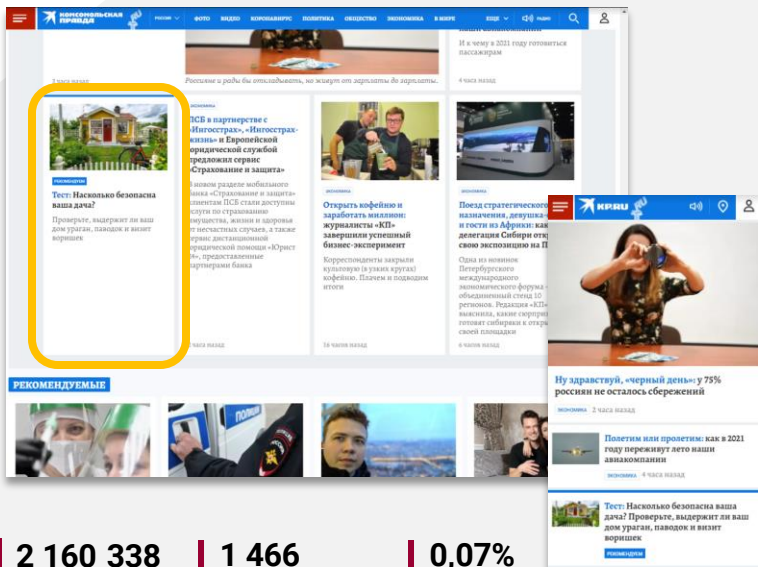 КОМСОМОЛЬСКАЯ ПРАВДА
РОССИЯ
ФОТО ВИДЕО КОРОНАВИРУС ПОЛИТИКА ОБЩЕСТВО ЭКОНОМИКА В МИРЕ
ЕЩЕ
РАДИО
И к чему в 2021 году готовиться
пассажирам
2 часа назад
Россияне и рады бы откладывать, но живут от зарплаты до зарплаты.
4 часа назад
РЕКОМЕНДУЕМ
Тест: Насколько безопасна
ваша дача?
Проверьте, выдержит ли ваш
дом ураган, паводок и визит
воришек
ЭКОНОМИКА
ПСБ в партнерстве с
«Ингосстрах», «Ингосстрах-
жизнь» и Европейской
юридической службой
предложил сервис
«Страхование и защита»
новом разделе мобильного
банка «Страхование и защита»
клиентам ПСБ стали доступны
услуги по страхованию
имущества, жизни и здоровья
от несчастных случаев, а также
сервис дистанционной
юридической помощи «Юрист
предоставленные
партнерами банка
часа назад
ЭКОНОМИКА
Открыть кофейню и
заработать миллион:
журналисты «КП»
завершили успешный
бизнес-эксперимент
Корреспонденты закрыли
культовую (в узких кругах)
кофейню. Плачем и подводим
итоги
16 часов назад
ЭКОНОМИКА
Поезд стратегического
назначения, девушка-
и гости из Африки: как
делегация Сибири
свою экспозицию на
Одна из новинок
Петербургского
международного
экономического форума -
объединенный стенд 10
регионов. Редакция «КП»
выяснила, какие
готовят сибиряки к
своей площадки
6 часов назад
РЕКОМЕНДУЕМЫЕ
ПОЛИЦИ
KP.RU
Ну здравствуй, «черный день»: у 75%
россиян не осталось сбережений
ЭКОНОМИКА 2 часа назад
Полетим или пролетим: как в 2021
году переживут лето наши
авиакомпании
ЭКОНОМИКА 4 часа назад
Тест: Насколько безопасна ваша
дача? Проверьте, выдержит ли ваш
дом ураган, паводок и визит
воришек
РЕКОМЕНДУЕМ
2 160 338
1 466
0,07%